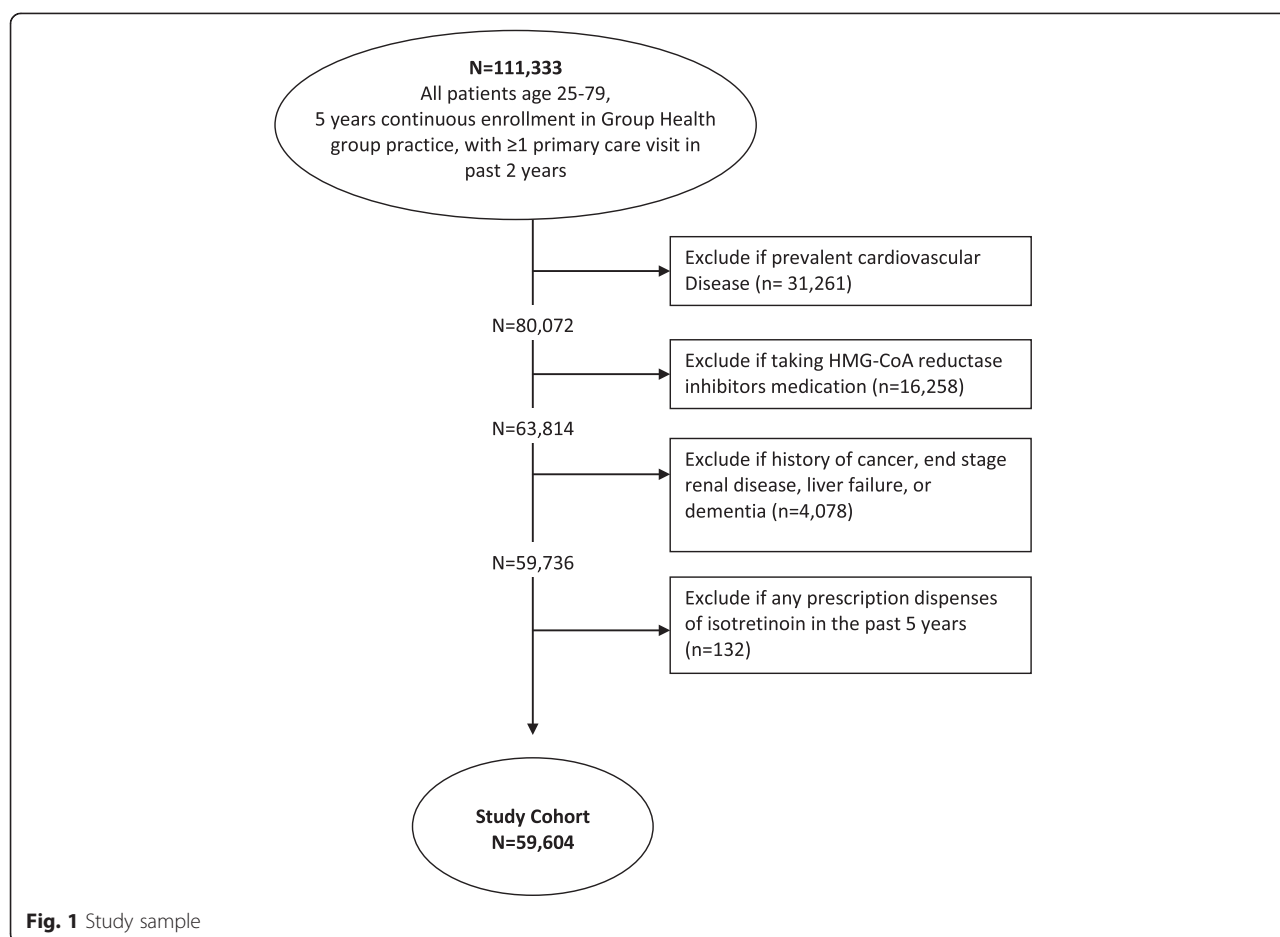 N=111,333
All patients age 25-79,
5 years continuous enrollment in Group Health
group practice, with ≥1 primary care visit in
past 2 years
Exclude if prevalent cardiovascular
Disease (n= 31,261)
N=80,072
Exclude if taking HMG-CoA reductase
inhibitors medication (n=16,258)
N=63,814
Exclude if history of cancer, end stage
renal disease, liver failure, or
dementia (n=4,078)
N=59,736
Exclude if any prescription dispenses
of isotretinoin in the past 5 years
(n=132)
Study Cohort
N=59,604
Fig. 1 Study sample